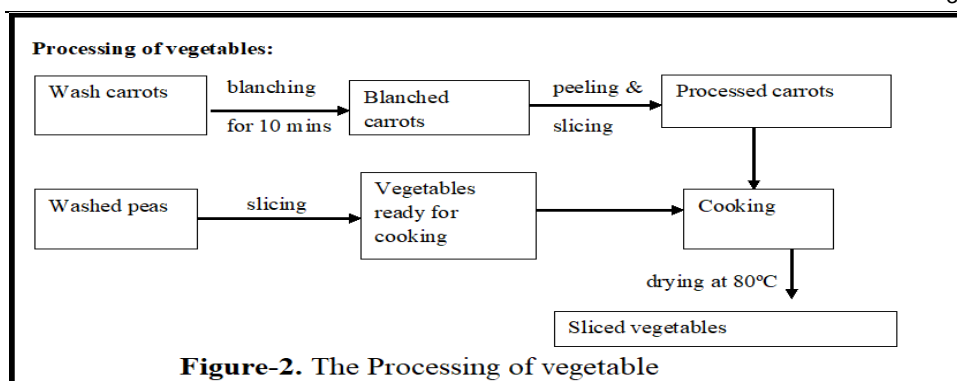 Processing of vegetables:
Wash carrots
blanching
for 10 mins
Blanched
carrots
peeling &
slicing
Processed carrots
Washed peas
slicing
Vegetables
ready for
cooking
Cooking
drying at 80ºC
Sliced vegetables
Figure-2. The Processing of vegetable